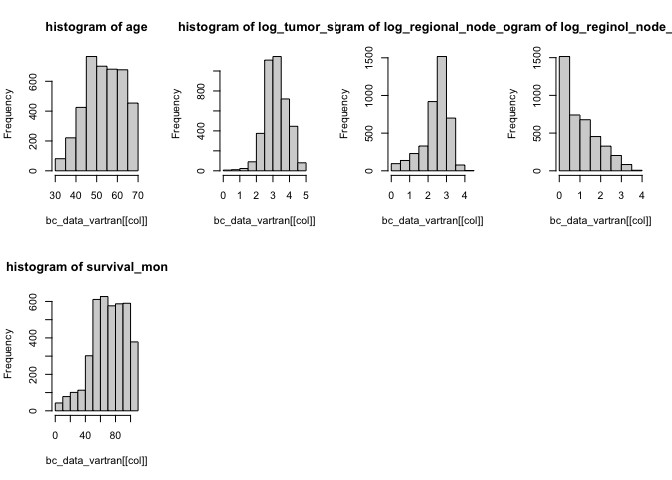 histogram of age
histogram of log_tumor_si
gram of log_regional_node_
ogram of log_reginol_node_
Frequency
0 200 400 600
30 40 50 60 70
bc_data_vartran[[col]]
Frequency
0 400 800
0 1 2 3 4 5
bc_data_vartran[[col]]
Frequency
0 500 1000 1500
0 1 2 3 4
bc_data_vartran[[col]]
Frequency
0 500 1000 1500
0 1 2 3 4
bc_data_vartran[[col]]
histogram of survival_mon
Frequency
0 200 400 600
0 40 80
bc_data_vartran[[col]]